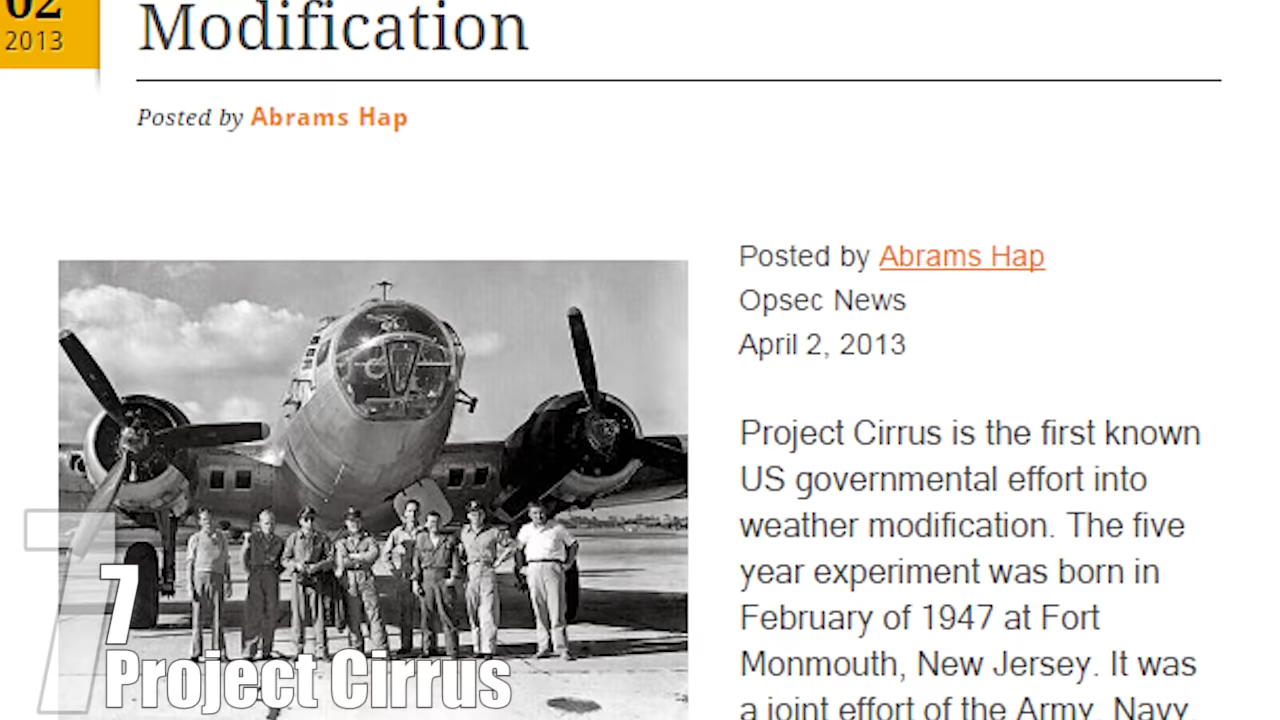 02
2013
Modification
Posted by Abrams Hap
Posted by Abrams Hap
Opsec News
April 2, 2013
Project Cirrus is the first known
US governmental effort into
weather modification. The five
year experiment was born in
February of 1947 at Fort
Monmouth, New Jersey. It was
a joint effort of the Army, Navy,
7
7
Project Cirrus